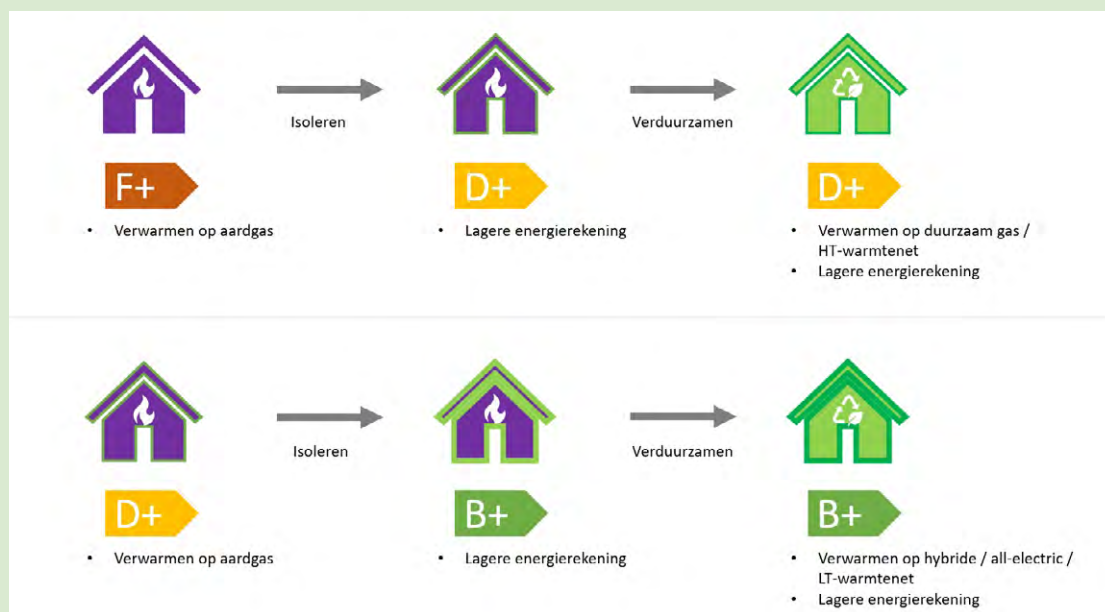 Isoleren
Verduurzamen
F+
D+
D+
• Verwarmen op aardgas
• Lagere energierekening
• Verwarmen op duurzaam gas /
HT-warmtenet
• Lagere energierekening
Isoleren
Verduurzamen
D+
B+
B+
• Verwarmen op aardgas
• Lagere energierekening
• Verwarmen op hybride / all-electric /
LT-warmtenet
• Lagere energierekening